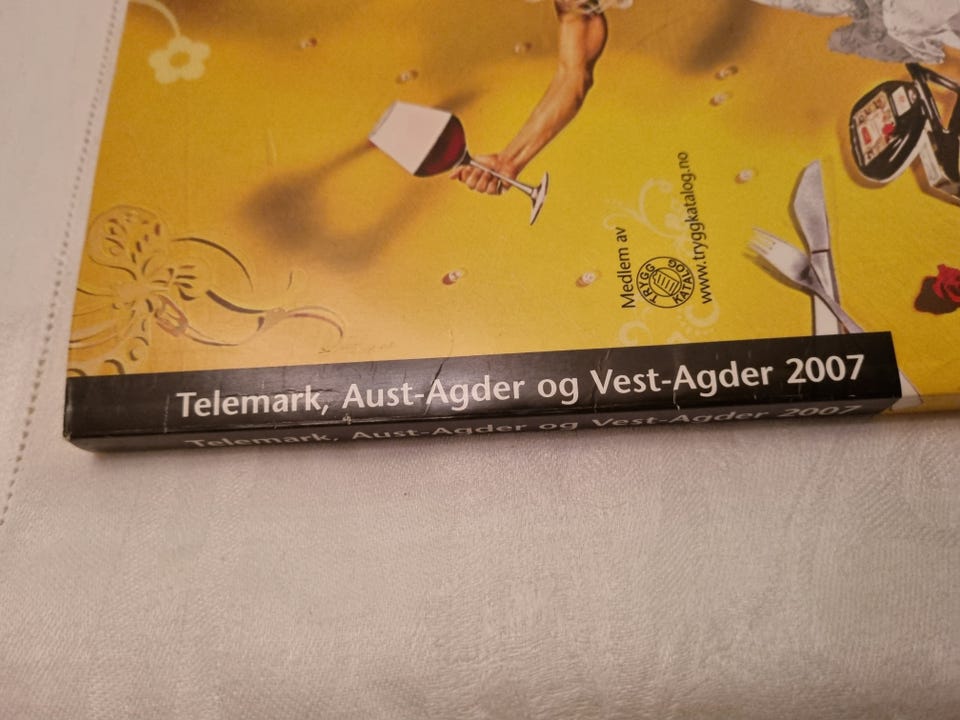 Medlem av
TRYGG
KATALOG
www.tryggkatalog.no
Telemark, Aust-Agder og Vest-Agder 2007
Telemark, Aust-Agder og Vest-Agder 2007